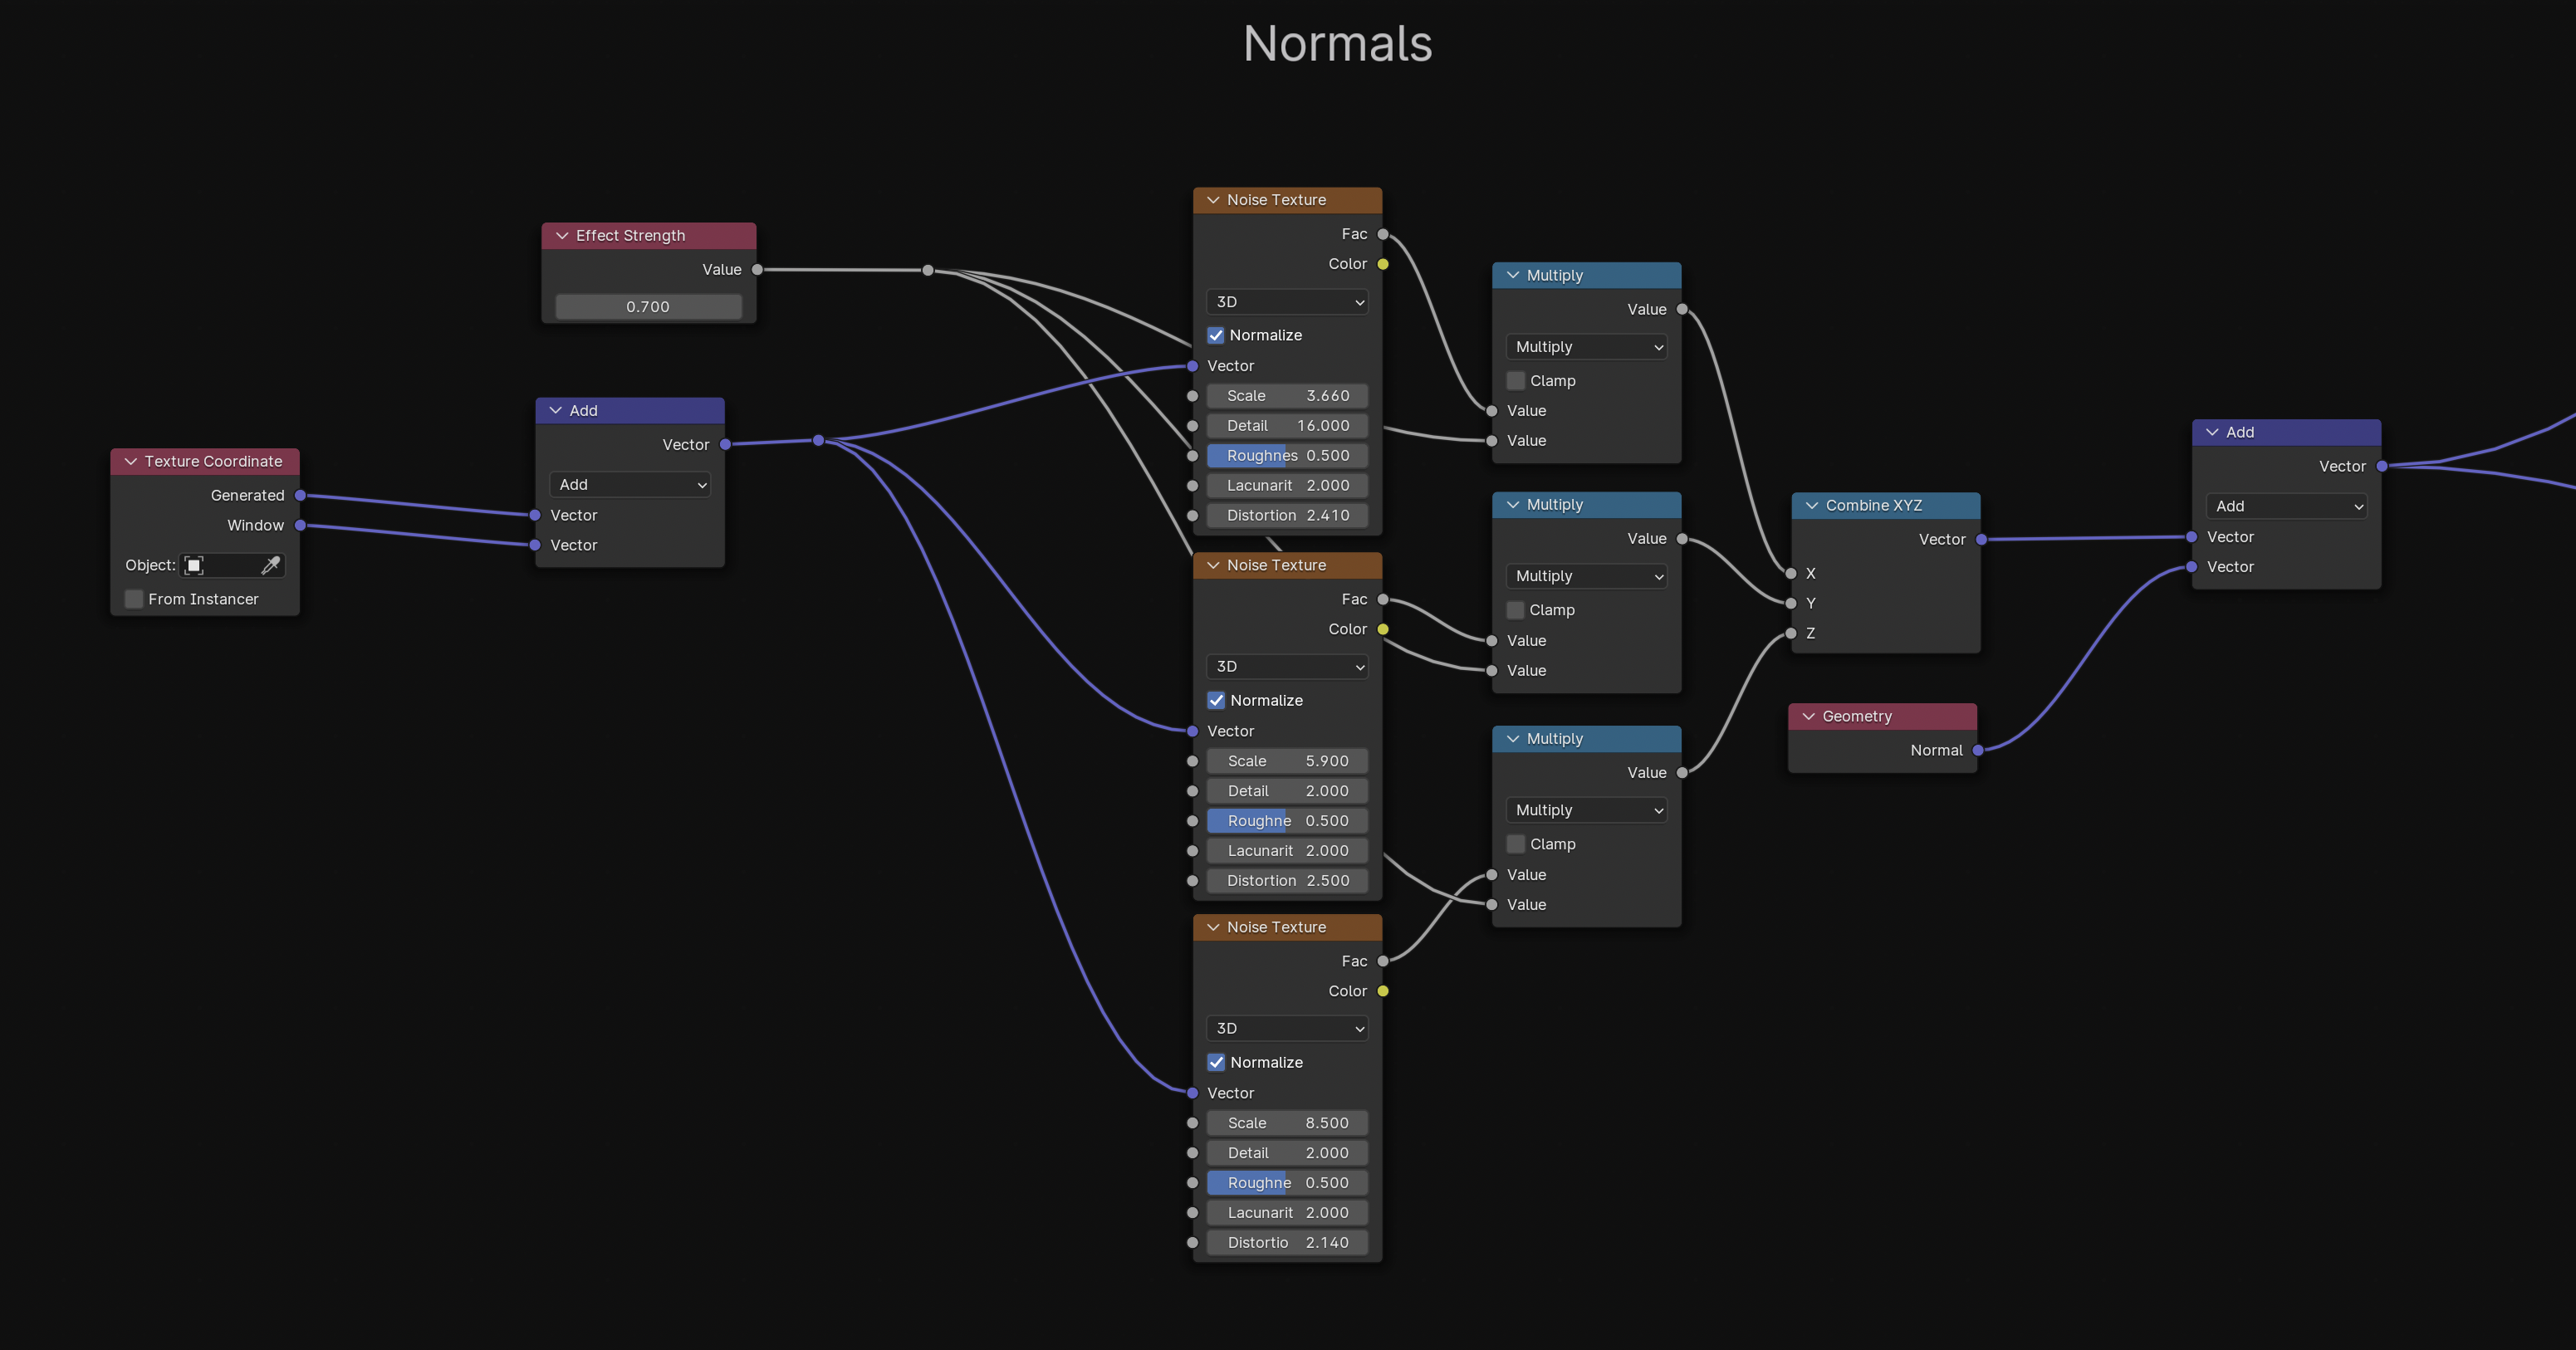 Normals
Effect Strength
Value
0.700
Texture Coordinate
Generated
Window
Object:
From Instancer
Add
Vector
Add
Vector
Vector
Noise Texture
Fac
Color
3D
Normalize
Vector
Scale 3.660
Detail 16.000
Roughnes 0.500
Lacunarit 2.000
Distortion 2.410
Noise Texture
Fac
Color
3D
Normalize
Vector
Scale 5.900
Detail 2.000
Roughne 0.500
Lacunarit 2.000
Distortion 2.500
Noise Texture
Fac
Color
3D
Normalize
Vector
Scale 8.500
Detail 2.000
Roughne 0.500
Lacunarit 2.000
Distortio 2.140
Multiply
Value
Multiply
Clamp
Value
Value
Multiply
Value
Multiply
Clamp
Value
Value
Multiply
Value
Multiply
Clamp
Value
Value
Combine XYZ
Vector
X
Y
Z
Geometry
Normal
Add
Vector
Add
Vector
Vector